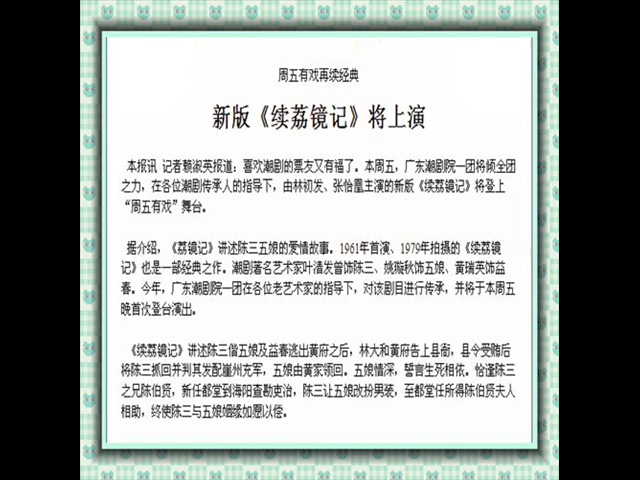 周五有戏再续经典
新版《续荔镜记》将上演
本报讯 记者赖淑英报道：喜欢潮剧的票友又有福了。本周五，广东潮剧院一团将倾全团
之力，在各位潮剧传承人的指导下，由林初发、张怡凰主演的新版《续荔镜记》将登上
“周五有戏”舞台。
据介绍，《荔镜记》讲述陈三五娘的爱情故事。1961年首演、1979年拍摄的《续荔镜
记》也是一部经典之作。潮剧著名艺术家叶清发曾饰陈三、姚璇秋饰五娘、黄瑞英饰益
春。今年，广东潮剧院一团在各位老艺术家的指导下，对该剧目进行传承，并将于本周五
晚首次登台演出。
《续荔镜记》讲述陈三偕五娘及益春逃出黄府之后，林大和黄府告上县衙，县令受贿后
将陈三抓回并判其发配崖州充军，五娘由黄家领回。五娘情深，誓言生死相依。恰逢陈三
之兄陈伯贤，新任都堂到海阳查勘吏治，陈三让五娘改扮男装，至都堂任所得陈伯贤夫人
相助，终使陈三与五娘姻缘如愿以偿。